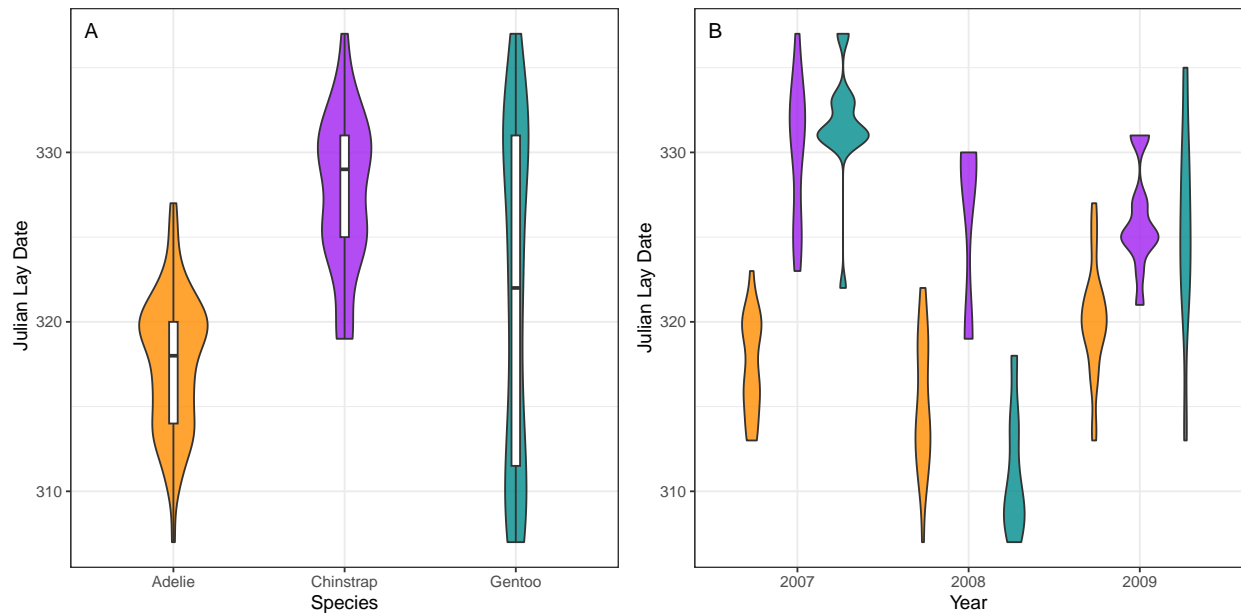 A
Julian Lay Date
330
320
310
Adelie
Chinstrap
Gentoo
Species
B
Julian Lay Date
330
320
310
2007
2008
2009
Year